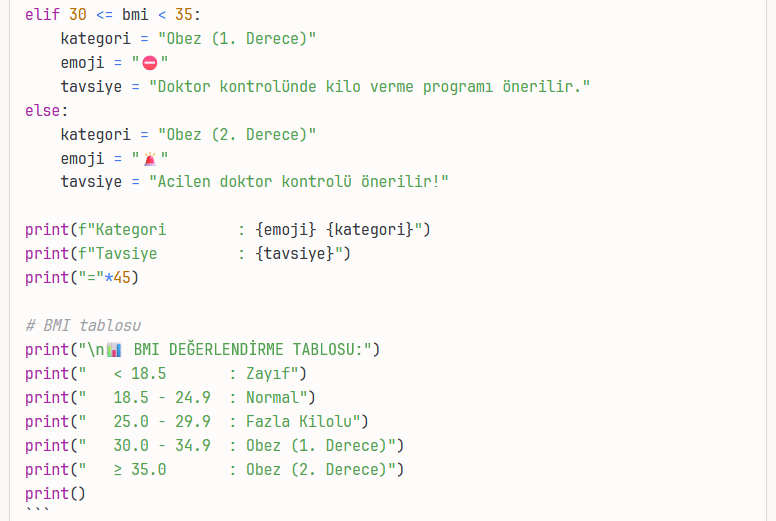 elif 30 <= bmi < 35:
    kategori = "Obez (1. Derece)"
    emoji = "⛔"
    tavsiye = "Doktor kontrolünde kilo verme programı önerilir."
else:
    kategori = "Obez (2. Derece)"
    emoji = "🚨"
    tavsiye = "Acilen doktor kontrolü önerilir!"

print(f"Kategori        : {emoji} {kategori}")
print(f"Tavsiye         : {tavsiye}")
print("="*45)

# BMI tablosu
print("\n📊 BMI DEĞERLENDİRME TABLOSU:")
print("   < 18.5       : Zayıf")
print("   18.5 - 24.9  : Normal")
print("   25.0 - 29.9  : Fazla Kilolu")
print("   30.0 - 34.9  : Obez (1. Derece)")
print("   ≥ 35.0       : Obez (2. Derece)")
print()
```